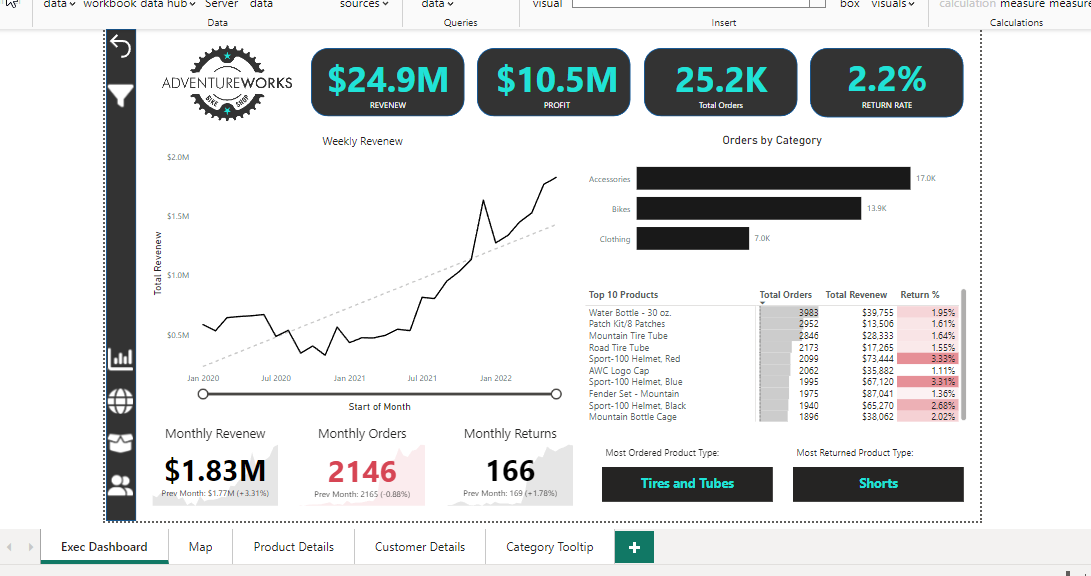 data workbook data hub Server data sources data visual box visuals calculation measure measure
Data Queries Insert Calculations
ADVENTUREWORKS
BIKE SHOP
$24.9M
REVENEW
$10.5M
PROFIT
25.2K
Total Orders
2.2%
RETURN RATE
Weekly Revenew
$2.0M
$1.5M
$1.0M
$0.5M
Total Revenew
Jan 2020 Jul 2020 Jan 2021 Jul 2021 Jan 2022
Start of Month
Orders by Category
Accessories 17.0K
Bikes 13.9K
Clothing 7.0K
Top 10 Products Total Orders Total Revenew Return %
Water Bottle - 30 oz. 3983 $39,755 1.95%
Patch Kit/8 Patches 2952 $13,506 1.61%
Mountain Tire Tube 2846 $28,333 1.64%
Road Tire Tube 2173 $17,265 1.55%
Sport-100 Helmet, Red 2099 $73,444 3.33%
AWC Logo Cap 2062 $35,882 1.11%
Sport-100 Helmet, Blue 1995 $67,120 3.31%
Fender Set - Mountain 1975 $87,041 1.36%
Sport-100 Helmet, Black 1940 $65,270 2.68%
Mountain Bottle Cage 1896 $38,062 2.02%
Monthly Revenew
$1.83M
Prev Month: $1.77M (+3.31%)
Monthly Orders
2146
Prev Month: 2165 (-0.88%)
Monthly Returns
166
Prev Month: 169 (+1.78%)
Most Ordered Product Type:
Tires and Tubes
Most Returned Product Type:
Shorts
Exec Dashboard Map Product Details Customer Details Category Tooltip +